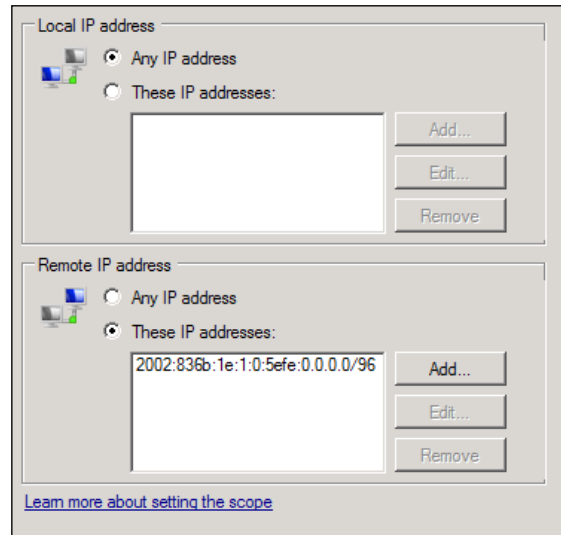 Local IP address
Any IP address
These IP addresses:
Add...
Edit...
Remove
Remote IP address
Any IP address
These IP addresses:
2002:836b:1e:1:0:5efe:0.0.0.0/96
Add...
Edit...
Remove
Learn more about setting the scope